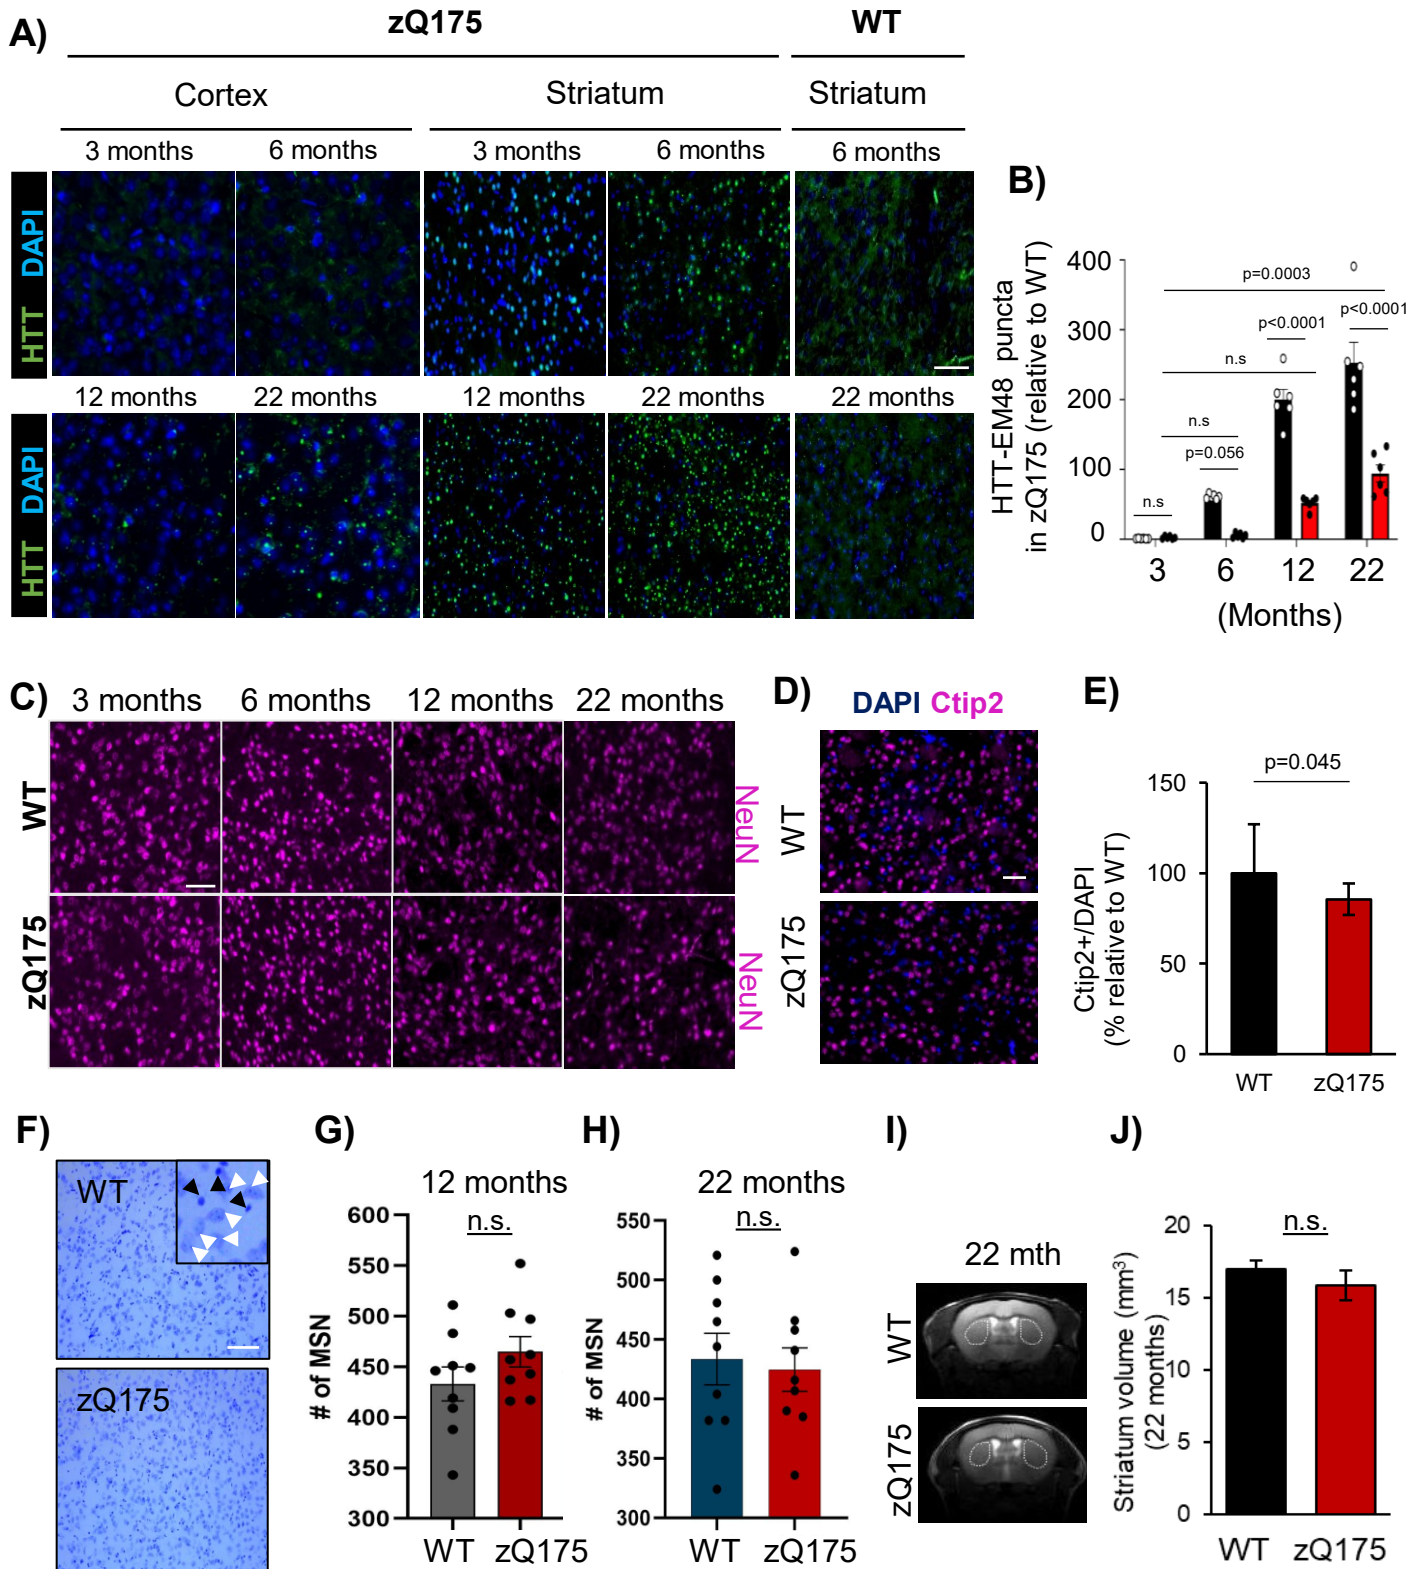 A)
zQ175
WT
Cortex
Striatum
Striatum
3 months
6 months
3 months
6 months
6 months
HTT DAPI
12 months
22 months
12 months
22 months
22 months
HTT DAPI
B)
HTT-EM48 puncta
in zQ175 (relative to WT)
400
300
200
100
0
p=0.0003
p<0.0001
p<0.0001
n.s
n.s
p=0.056
n.s
3
6
12
22
(Months)
C)
3 months
6 months
12 months
22 months
WT
NeuN
zQ175
NeuN
D)
DAPI Ctip2
WT
zQ175
E)
Ctip2+/DAPI
(% relative to WT)
150
100
50
0
p=0.045
WT
zQ175
F)
WT
zQ175
G)
12 months
n.s.
# of MSN
600
550
500
450
400
350
300
WT
zQ175
H)
22 months
n.s.
# of MSN
550
500
450
400
350
300
WT
zQ175
I)
22 mth
WT
zQ175
J)
Striatum volume (mm³)
(22 months)
20
15
10
5
0
n.s.
WT
zQ175